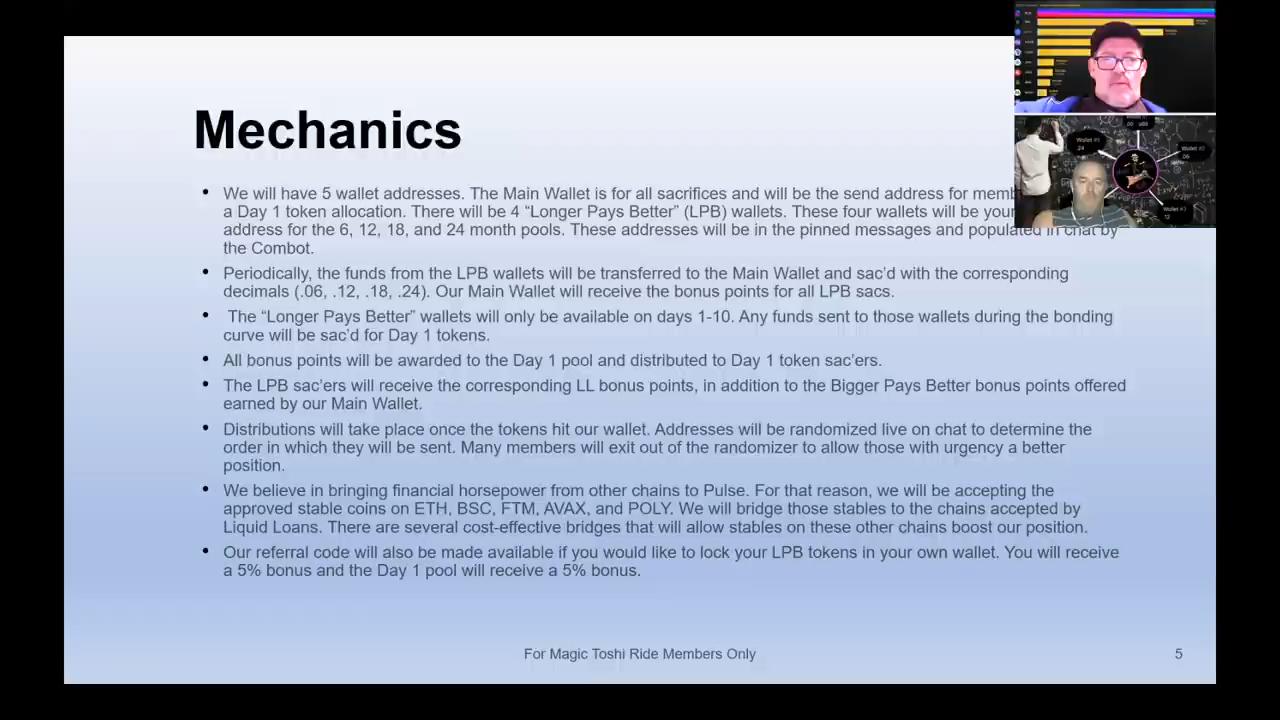 Mechanics
• We will have 5 wallet addresses. The Main Wallet is for all sacrifices and will be the send address for
a Day 1 token allocation. There will be 4 “Longer Pays Better” (LPB) wallets. These four wallets will be your
address for the 6, 12, 18, and 24 month pools. These addresses will be in the pinned messages and populated in chat by
the Combot.
• Periodically, the funds from the LPB wallets will be transferred to the Main Wallet and sac’d with the corresponding
decimals (.06, .12, .18, .24). Our Main Wallet will receive the bonus points for all LPB sacs.
• The “Longer Pays Better” wallets will only be available on days 1-10. Any funds sent to those wallets during the bonding
curve will be sac’d for Day 1 tokens.
• All bonus points will be awarded to the Day 1 pool and distributed to Day 1 token sac’ers.
• The LPB sac’ers will receive the corresponding LL bonus points, in addition to the Bigger Pays Better bonus points offered
earned by our Main Wallet.
• Distributions will take place once the tokens hit our wallet. Addresses will be randomized live on chat to determine the
order in which they will be sent. Many members will exit out of the randomizer to allow those with urgency a better
position.
• We believe in bringing financial horsepower from other chains to Pulse. For that reason, we will be accepting the
approved stable coins on ETH, BSC, FTM, AVAX, and POLY. We will bridge those stables to the chains accepted by
Liquid Loans. There are several cost-effective bridges that will allow stables on these other chains boost our position.
• Our referral code will also be made available if you would like to lock your LPB tokens in your own wallet. You will receive
a 5% bonus and the Day 1 pool will receive a 5% bonus.
For Magic Toshi Ride Members Only
5
Wallet
.24
Wallet
.06
Wallet
12